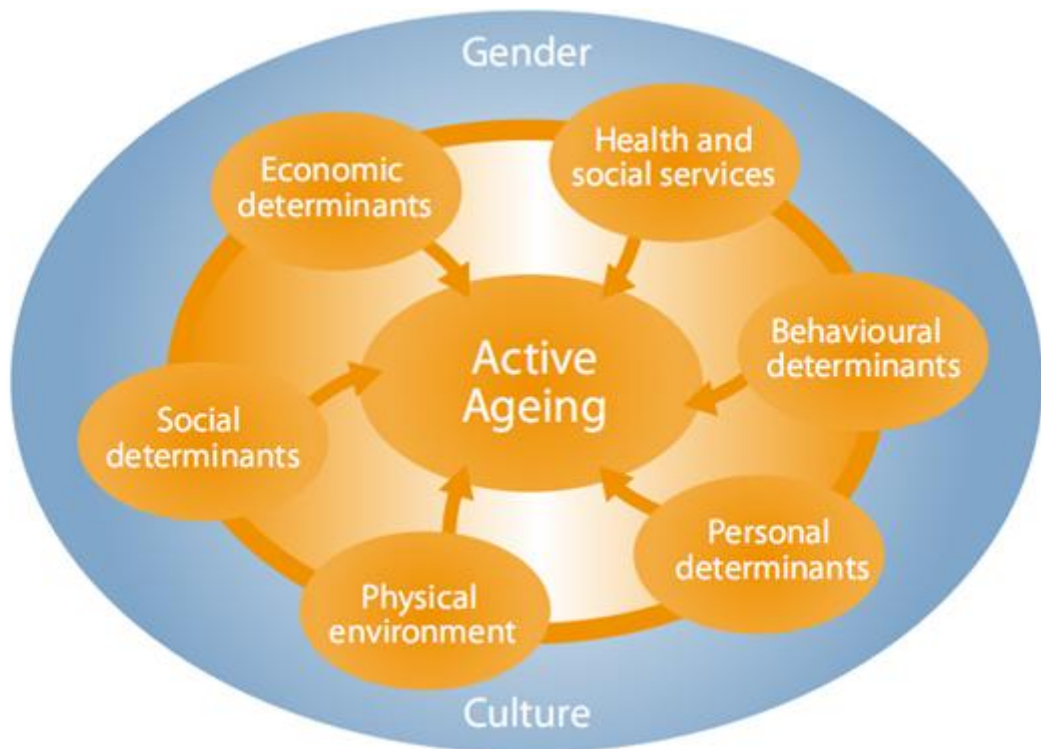 Gender
Economic
determinants
Health and
social services
Behavioural
determinants
Active
Ageing
Social
determinants
Personal
determinants
Physical
environment
Culture